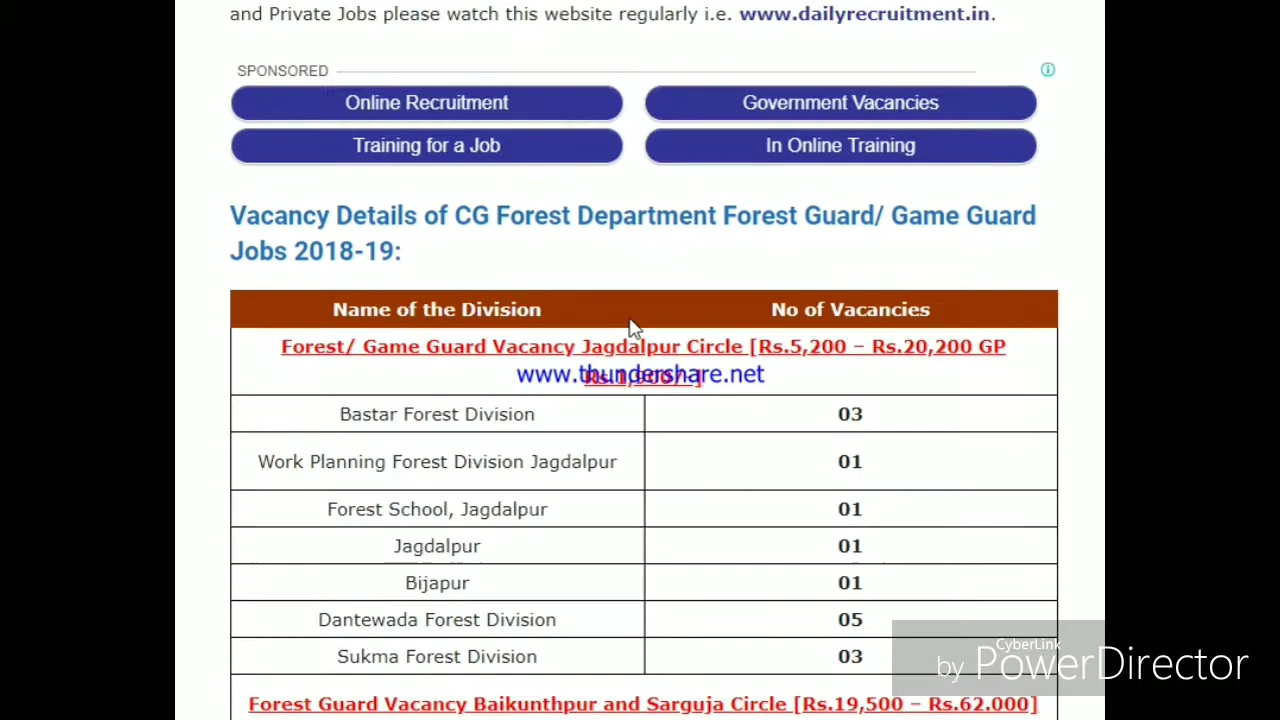 and Private Jobs please watch this website regularly i.e. www.dailyrecruitment.in.
SPONSORED
Online Recruitment
Government Vacancies
Training for a Job
In Online Training
Vacancy Details of CG Forest Department Forest Guard/ Game Guard
Jobs 2018-19:
Name of the Division No of Vacancies
Forest/ Game Guard Vacancy Jagdalpur Circle [Rs.5,200 – Rs.20,200 GP
Rs.1,900/-]
www.thundershare.net
Bastar Forest Division 03
Work Planning Forest Division Jagdalpur 01
Forest School, Jagdalpur 01
Jagdalpur 01
Bijapur 01
Dantewada Forest Division 05
Sukma Forest Division 03
CyberLink
by PowerDirector
Forest Guard Vacancy Baikunthpur and Sarguja Circle [Rs.19,500 – Rs.62.000]